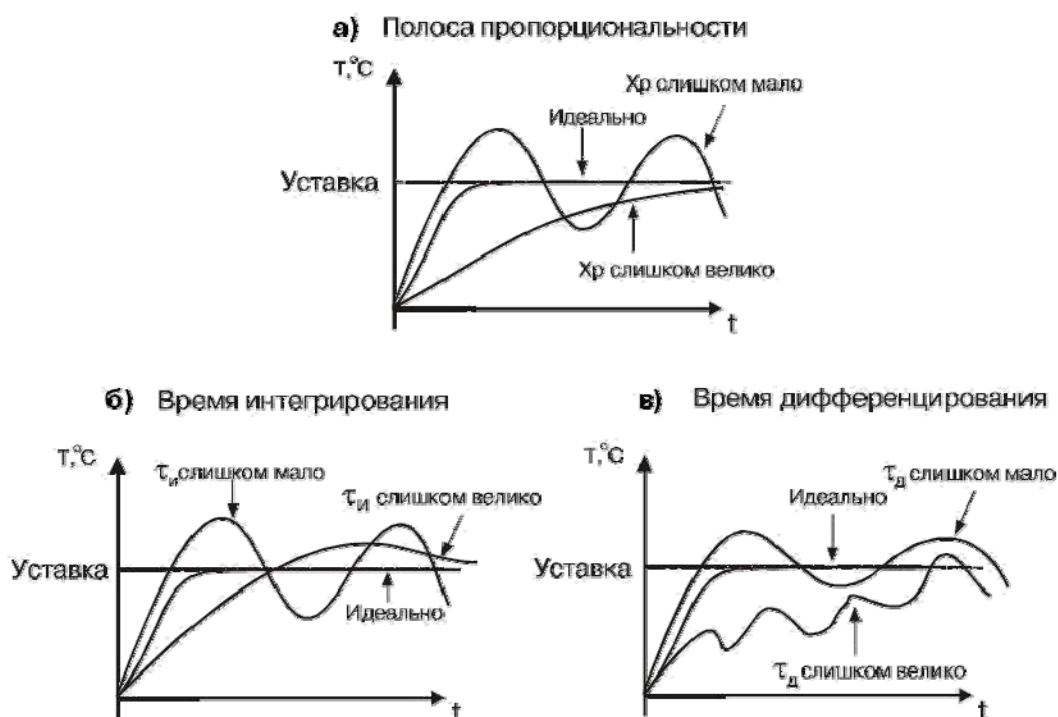 а) Полоса пропорциональности
T,°C
Xp слишком мало
Идеально
Уставка
Xp слишком велико
t
б) Время интегрирования
T,°C
τи слишком мало
τи слишком велико
Уставка
Идеально
t
в) Время дифференцирования
T,°C
τд слишком мало
Идеально
Уставка
τд слишком велико
t